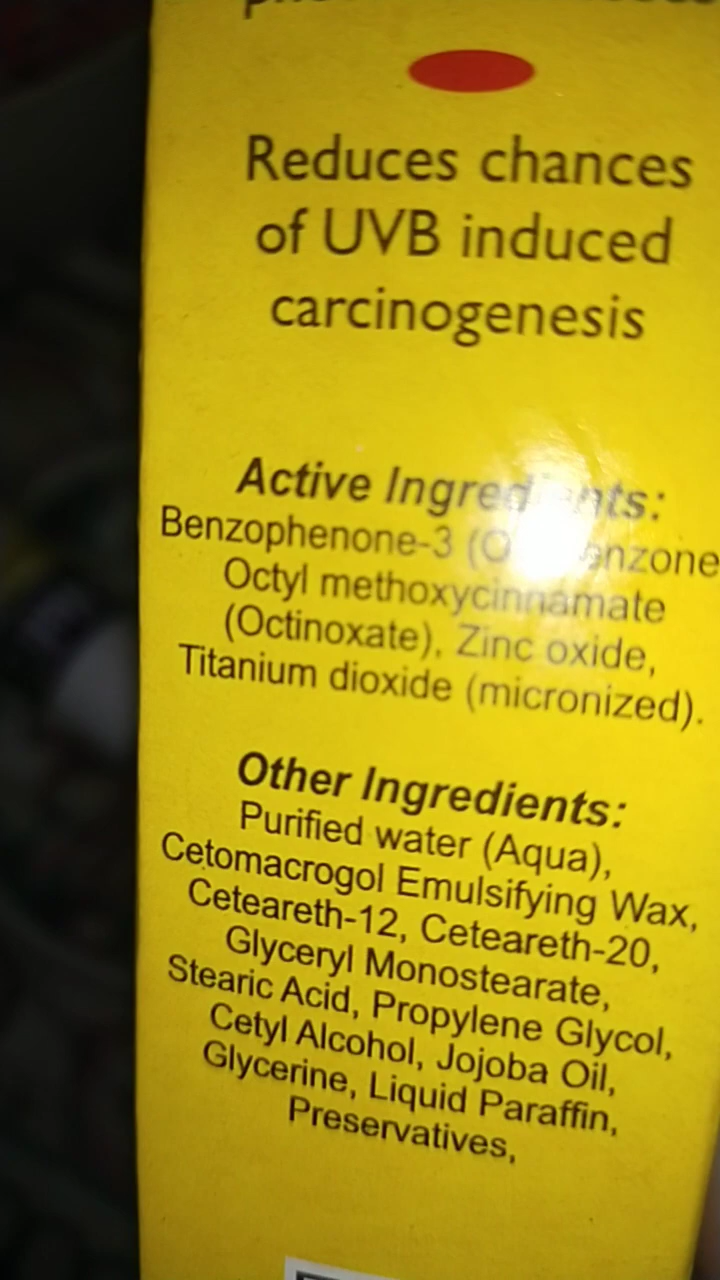 Reduces chances
of UVB induced
carcinogenesis
Active Ingredients:
Benzophenone-3
Octyl methoxycinnamate
(Octinoxate), Zinc oxide,
Titanium dioxide (micronized).
Other Ingredients:
Purified water (Aqua),
Cetomacrogol Emulsifying Wax,
Ceteareth-12, Ceteareth-20,
Glyceryl Monostearate,
Stearic Acid, Propylene Glycol,
Cetyl Alcohol, Jojoba Oil,
Glycerine, Liquid Paraffin,
Preservatives,